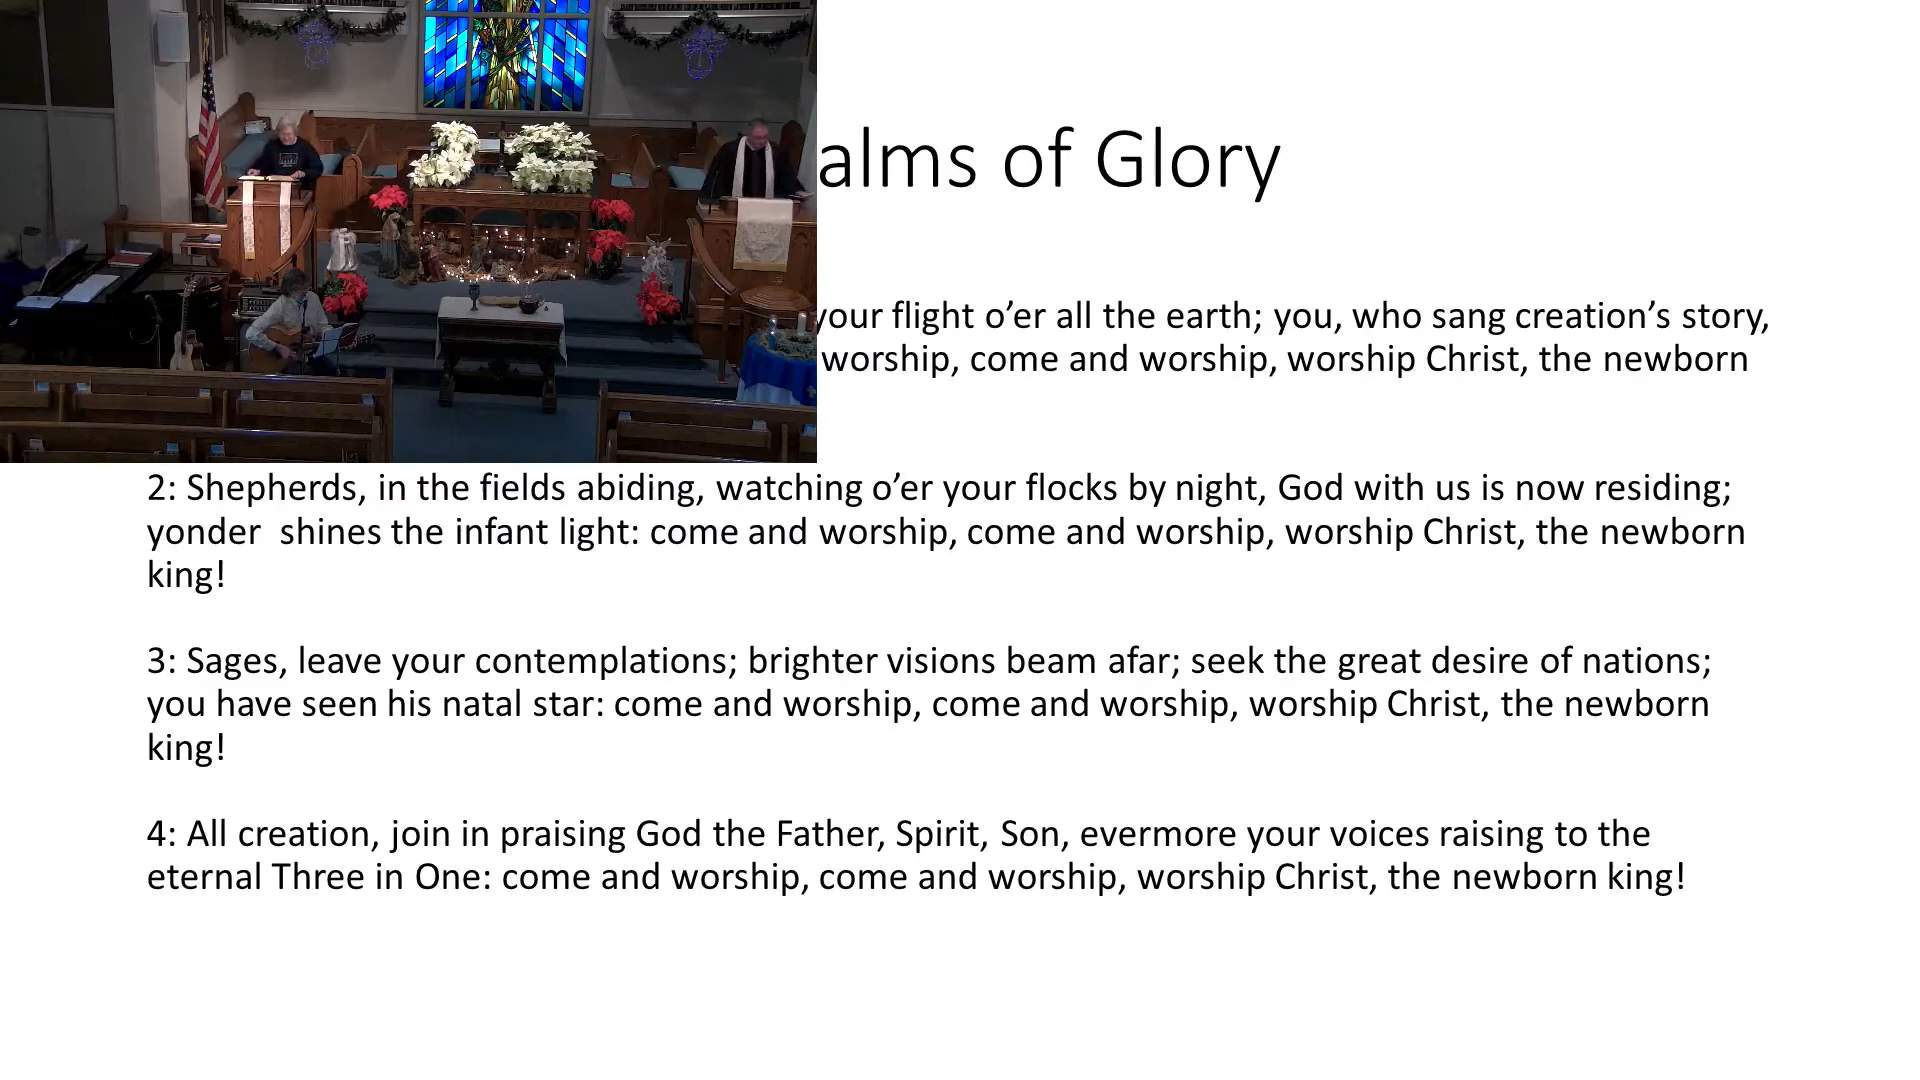 alms of Glory
your flight o’er all the earth; you, who sang creation’s story,
worship, come and worship, worship Christ, the newborn
2: Shepherds, in the fields abiding, watching o’er your flocks by night, God with us is now residing;
yonder  shines the infant light: come and worship, come and worship, worship Christ, the newborn
king!
3: Sages, leave your contemplations; brighter visions beam afar; seek the great desire of nations;
you have seen his natal star: come and worship, come and worship, worship Christ, the newborn
king!
4: All creation, join in praising God the Father, Spirit, Son, evermore your voices raising to the
eternal Three in One: come and worship, come and worship, worship Christ, the newborn king!